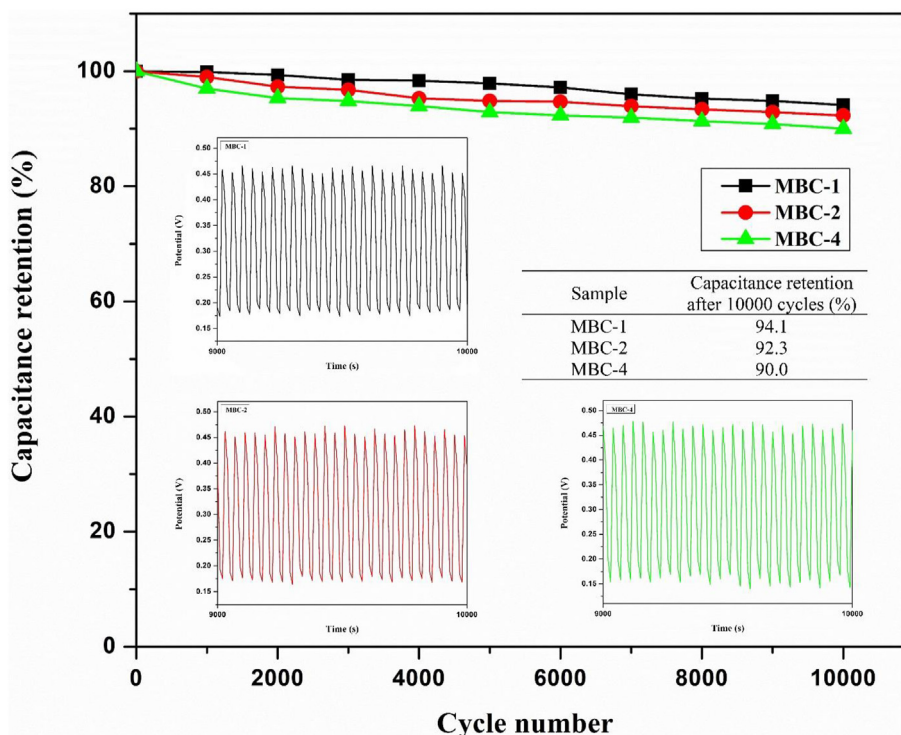 Capacitance retention (%)
100
80
60
40
20
0
0 2000 4000 6000 8000 10000
Cycle number
MBC-1
MBC-2
MBC-4
Sample Capacitance retention
after 10000 cycles (%)
MBC-1 94.1
MBC-2 92.3
MBC-4 90.0
MBC-1
Potential (V)
0.50
0.45
0.40
0.35
0.30
0.25
0.20
0.15
9000 10000
Time (s)
MBC-2
Potential (V)
0.50
0.45
0.40
0.35
0.30
0.25
0.20
0.15
9000 10000
Time (s)
MBC-4
Potential (V)
0.50
0.45
0.40
0.35
0.30
0.25
0.20
0.15
9000 19000
Time (s)